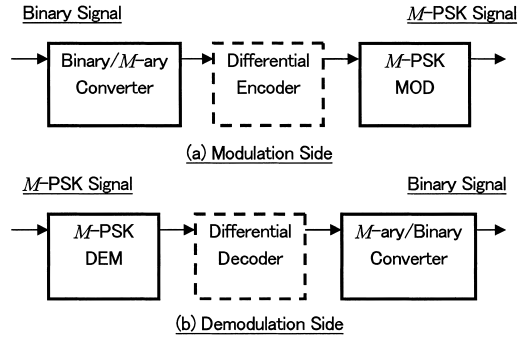 Binary Signal
M-PSK Signal
Binary/M-ary
Converter
Differential
Encoder
M-PSK
MOD
(a) Modulation Side
M-PSK Signal
Binary Signal
M-PSK
DEM
Differential
Decoder
M-ary/Binary
Converter
(b) Demodulation Side